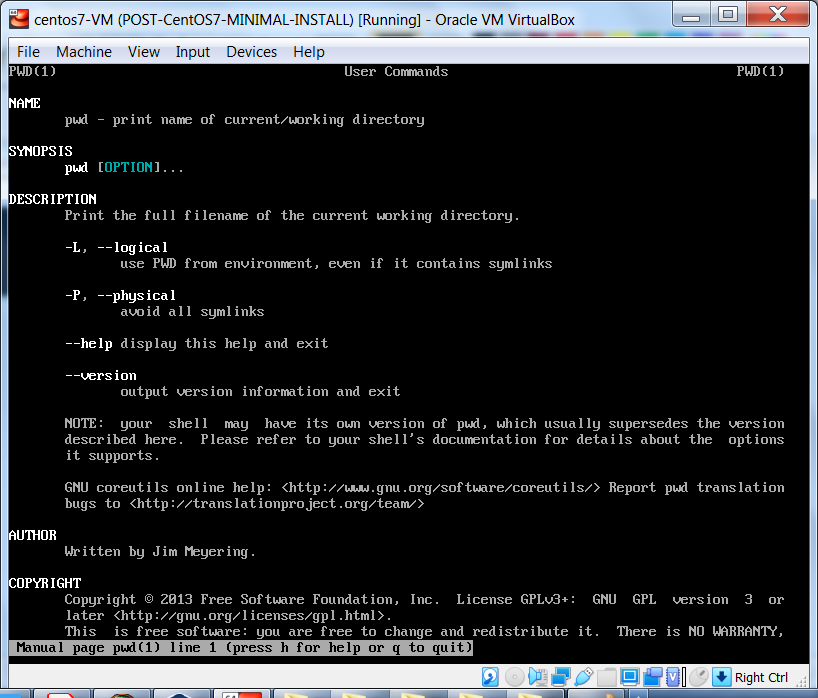 centos7-VM (POST-CentOS7-MINIMAL-INSTALL) [Running] - Oracle VM VirtualBox
File Machine View Input Devices Help
PWD(1) User Commands PWD(1)
NAME
pwd - print name of current/working directory
SYNOPSIS
pwd [OPTION]...
DESCRIPTION
Print the full filename of the current working directory.
-L, --logical
use PWD from environment, even if it contains symlinks
-P, --physical
avoid all symlinks
--help display this help and exit
--version
output version information and exit
NOTE: your shell may have its own version of pwd, which usually supersedes the version
described here. Please refer to your shell's documentation for details about the options
it supports.
GNU coreutils online help: <http://www.gnu.org/software/coreutils/> Report pwd translation
bugs to <http://translationproject.org/team/>
AUTHOR
Written by Jim Meyering.
COPYRIGHT
Copyright © 2013 Free Software Foundation, Inc. License GPLv3+: GNU GPL version 3 or
later <http://gnu.org/licenses/gpl.html>.
This is free software: you are free to change and redistribute it. There is NO WARRANTY,
Manual page pwd(1) line 1 (press h for help or q to quit)
Right Ctrl